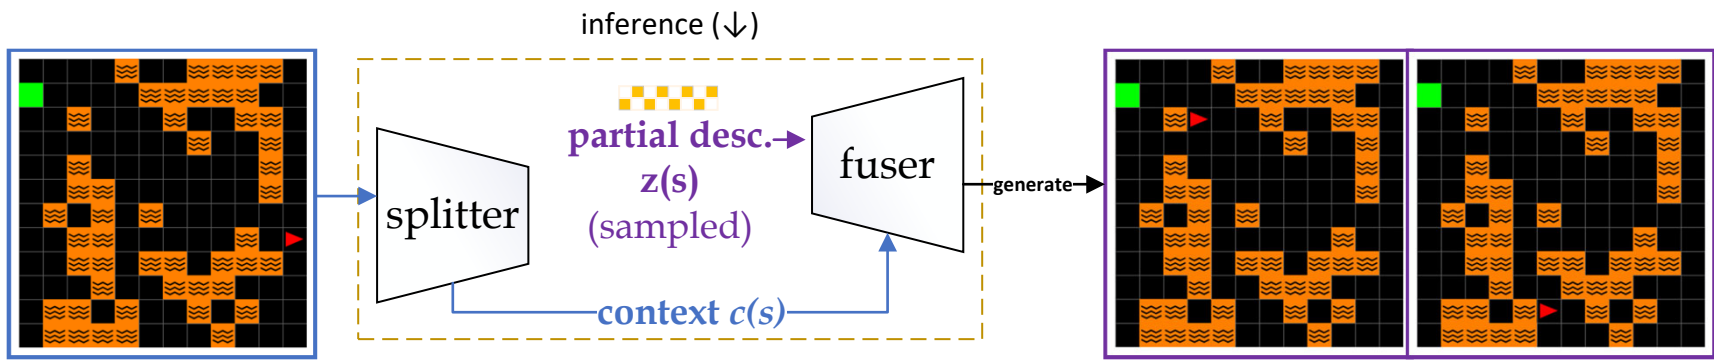 inference (↓)
splitter
partial desc.
z(s)
(sampled)
fuser
context c(s)
generate